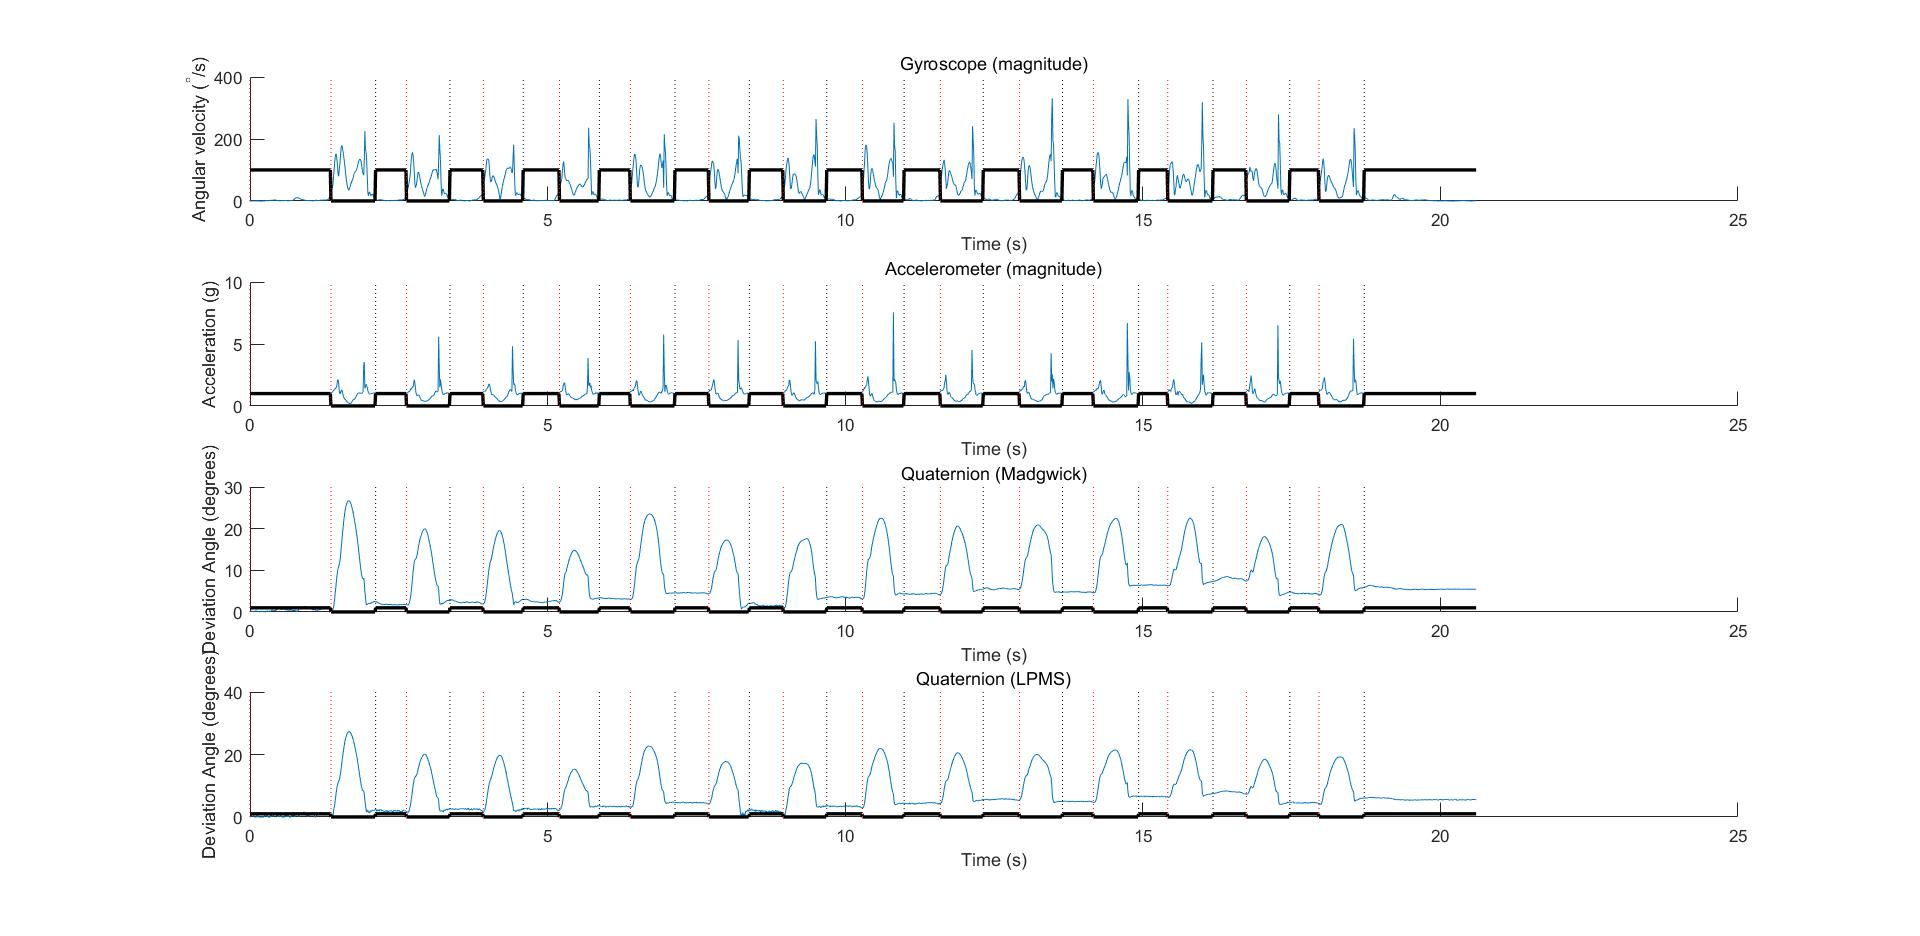 Gyroscope (magnitude)
Angular velocity (°/s)
400
200
0
0 5 10 15 20 25
Time (s)
Accelerometer (magnitude)
Acceleration (g)
10
5
0
0 5 10 15 20 25
Time (s)
Quaternion (Madgwick)
Deviation Angle (degrees)
30
20
10
0
0 5 10 15 20 25
Time (s)
Quaternion (LPMS)
Deviation Angle (degrees)
40
20
0
0 5 10 15 20 25
Time (s)